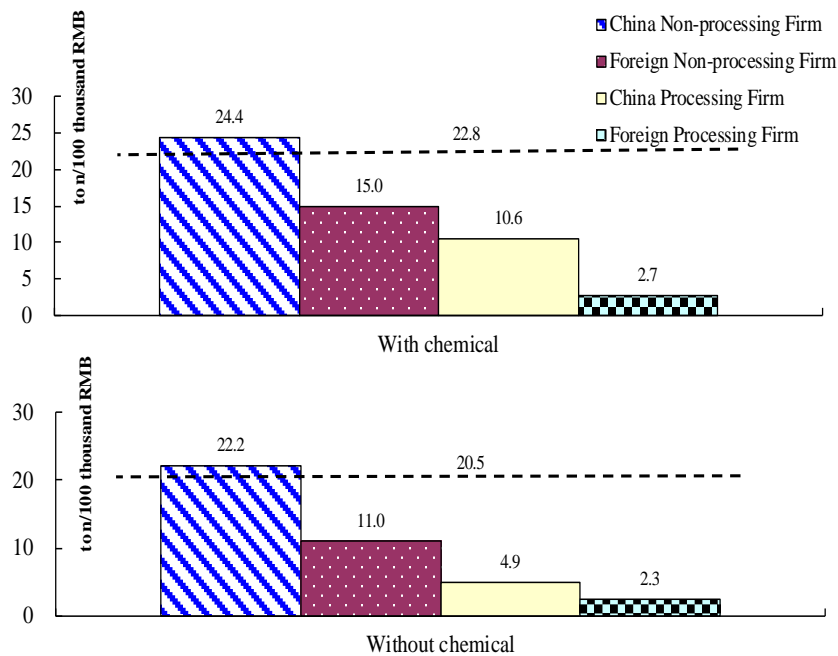 China Non-processing Firm
Foreign Non-processing Firm
China Processing Firm
Foreign Processing Firm
ton/100 thousand RMB
30
25
20
15
10
5
0
24.4
22.8
15.0
10.6
2.7
With chemical
ton/100 thousand RMB
30
20
10
0
22.2
20.5
11.0
4.9
2.3
Without chemical